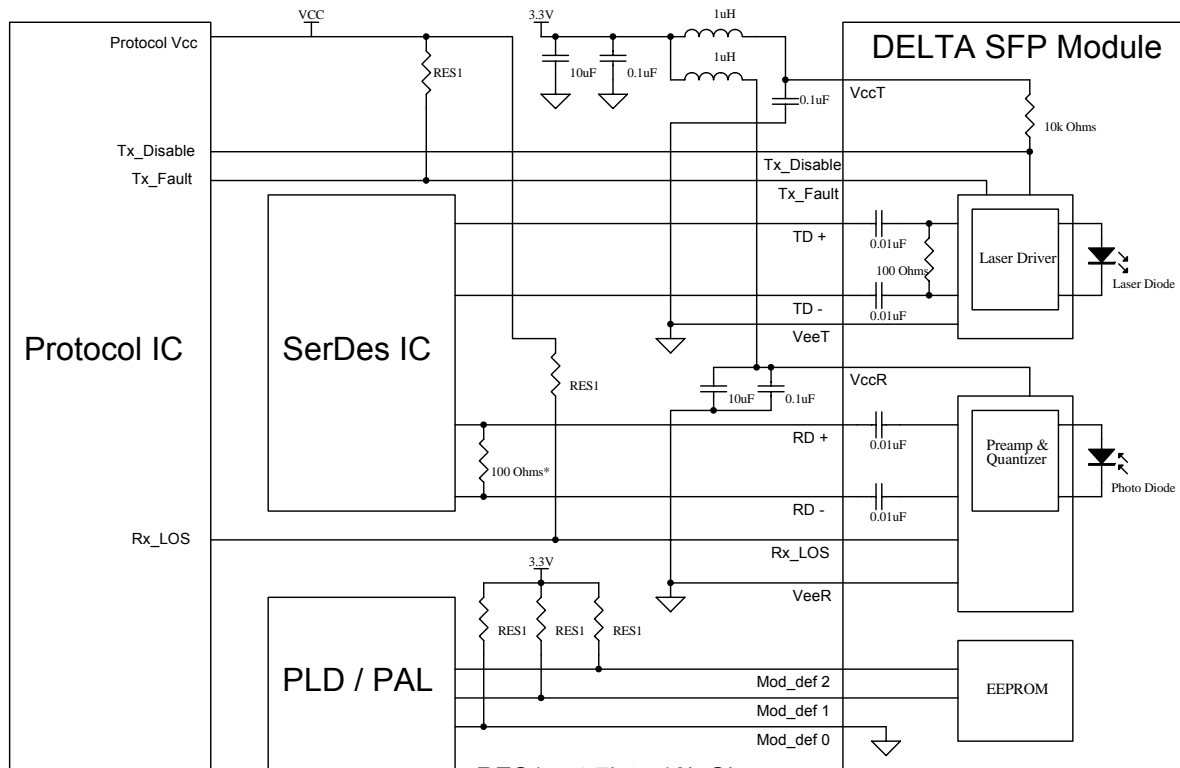 VCC
3.3V
1uH
Protocol Vcc
DELTA SFP Module
1uH
RES1
10uF
0.1uF
0.1uF
VccT
10k Ohms
Tx_Disable
Tx_Disable
Tx_Fault
Tx_Fault
TD +
0.01uF
Laser Driver
100 Ohms
Laser Diode
TD -
0.01uF
VeeT
Protocol IC
SerDes IC
RES1
VccR
10uF
0.1uF
RD +
0.01uF
Preamp &
Quantizer
100 Ohms*
Photo Diode
RD -
0.01uF
Rx_LOS
Rx_LOS
3.3V
VeeR
RES1
RES1
RES1
PLD / PAL
Mod_def 2
EEPROM
Mod_def 1
Mod_def 0